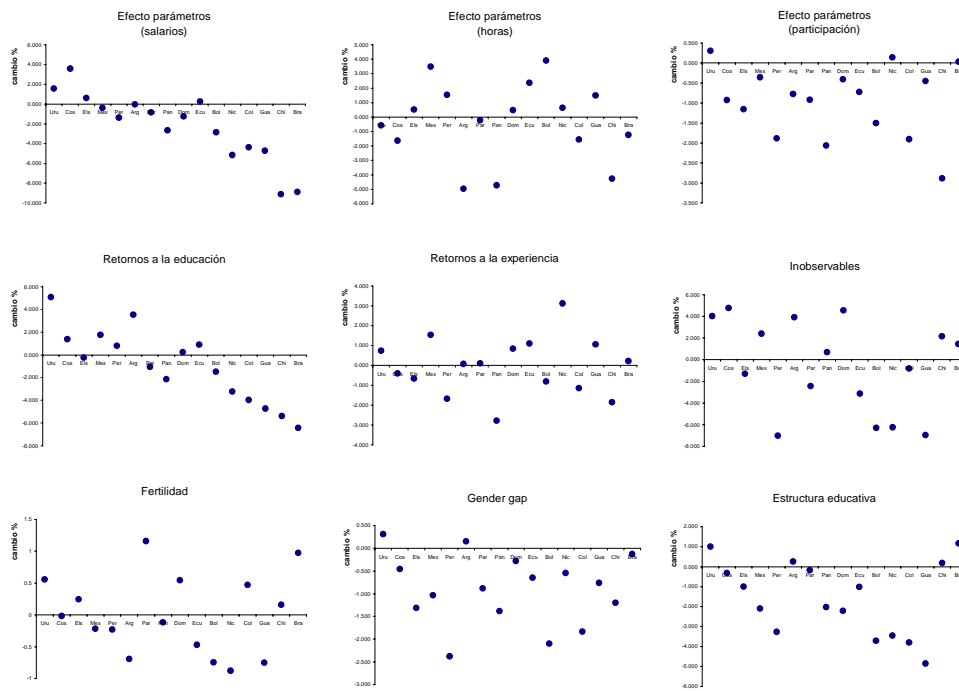 Efecto parámetros
(salarios)
cambio %
6.000
4.000
2.000
0.000
-2.000
-4.000
-6.000
-8.000
-10.000
Uru Cos Els Mex Per Arg Par Pan Dom Ecu Bol Nic Col Gua Chi Bra
Efecto parámetros
(horas)
cambio %
5.000
4.000
3.000
2.000
1.000
0.000
-1.000
-2.000
-3.000
-4.000
-5.000
-6.000
Uru Cos Els Mex Per Arg Par Pan Dom Ecu Bol Nic Col Gua Chi Bra
Efecto parámetros
(participación)
cambio %
0.500
0.000
-0.500
-1.000
-1.500
-2.000
-2.500
-3.000
-3.500
Uru Cos Els Mex Per Arg Par Pan Dom Ecu Bol Nic Col Gua Chi
Retornos a la educación
cambio %
6.000
4.000
2.000
0.000
-2.000
-4.000
-6.000
-8.000
Uru Cos Els Mex Per Arg Par Pan Dom Ecu Bol Nic Col Gua Chi Bra
Retornos a la experiencia
cambio %
4.000
3.000
2.000
1.000
0.000
-1.000
-2.000
-3.000
-4.000
Uru Cos Els Mex Per Arg Par Pan Dom Ecu Bol Nic Col Gua Chi Bra
Inobservables
cambio %
6.000
4.000
2.000
0.000
-2.000
-4.000
-6.000
-8.000
Uru Cos Els Mex Per Arg Par Pan Dom Ecu Bol Nic Col Gua Chi
Fertilidad
cambio %
1.5
1
0.5
0
-0.5
-1
Uru Cos Els Mex Per Arg Par Pan Dom Ecu Bol Nic Col Gua Chi Bra
Gender gap
cambio %
0.500
0.000
-0.500
-1.000
-1.500
-2.000
-2.500
-3.000
Uru Cos Els Mex Per Arg Par Pan Dom Ecu Bol Nic Col Gua Chi Bra
Estructura educativa
cambio %
2.000
1.000
0.000
-1.000
-2.000
-3.000
-4.000
-5.000
-6.000
Uru Cos Els Mex Per Arg Par Pan Dom Ecu Bol Nic Col Gua Chi